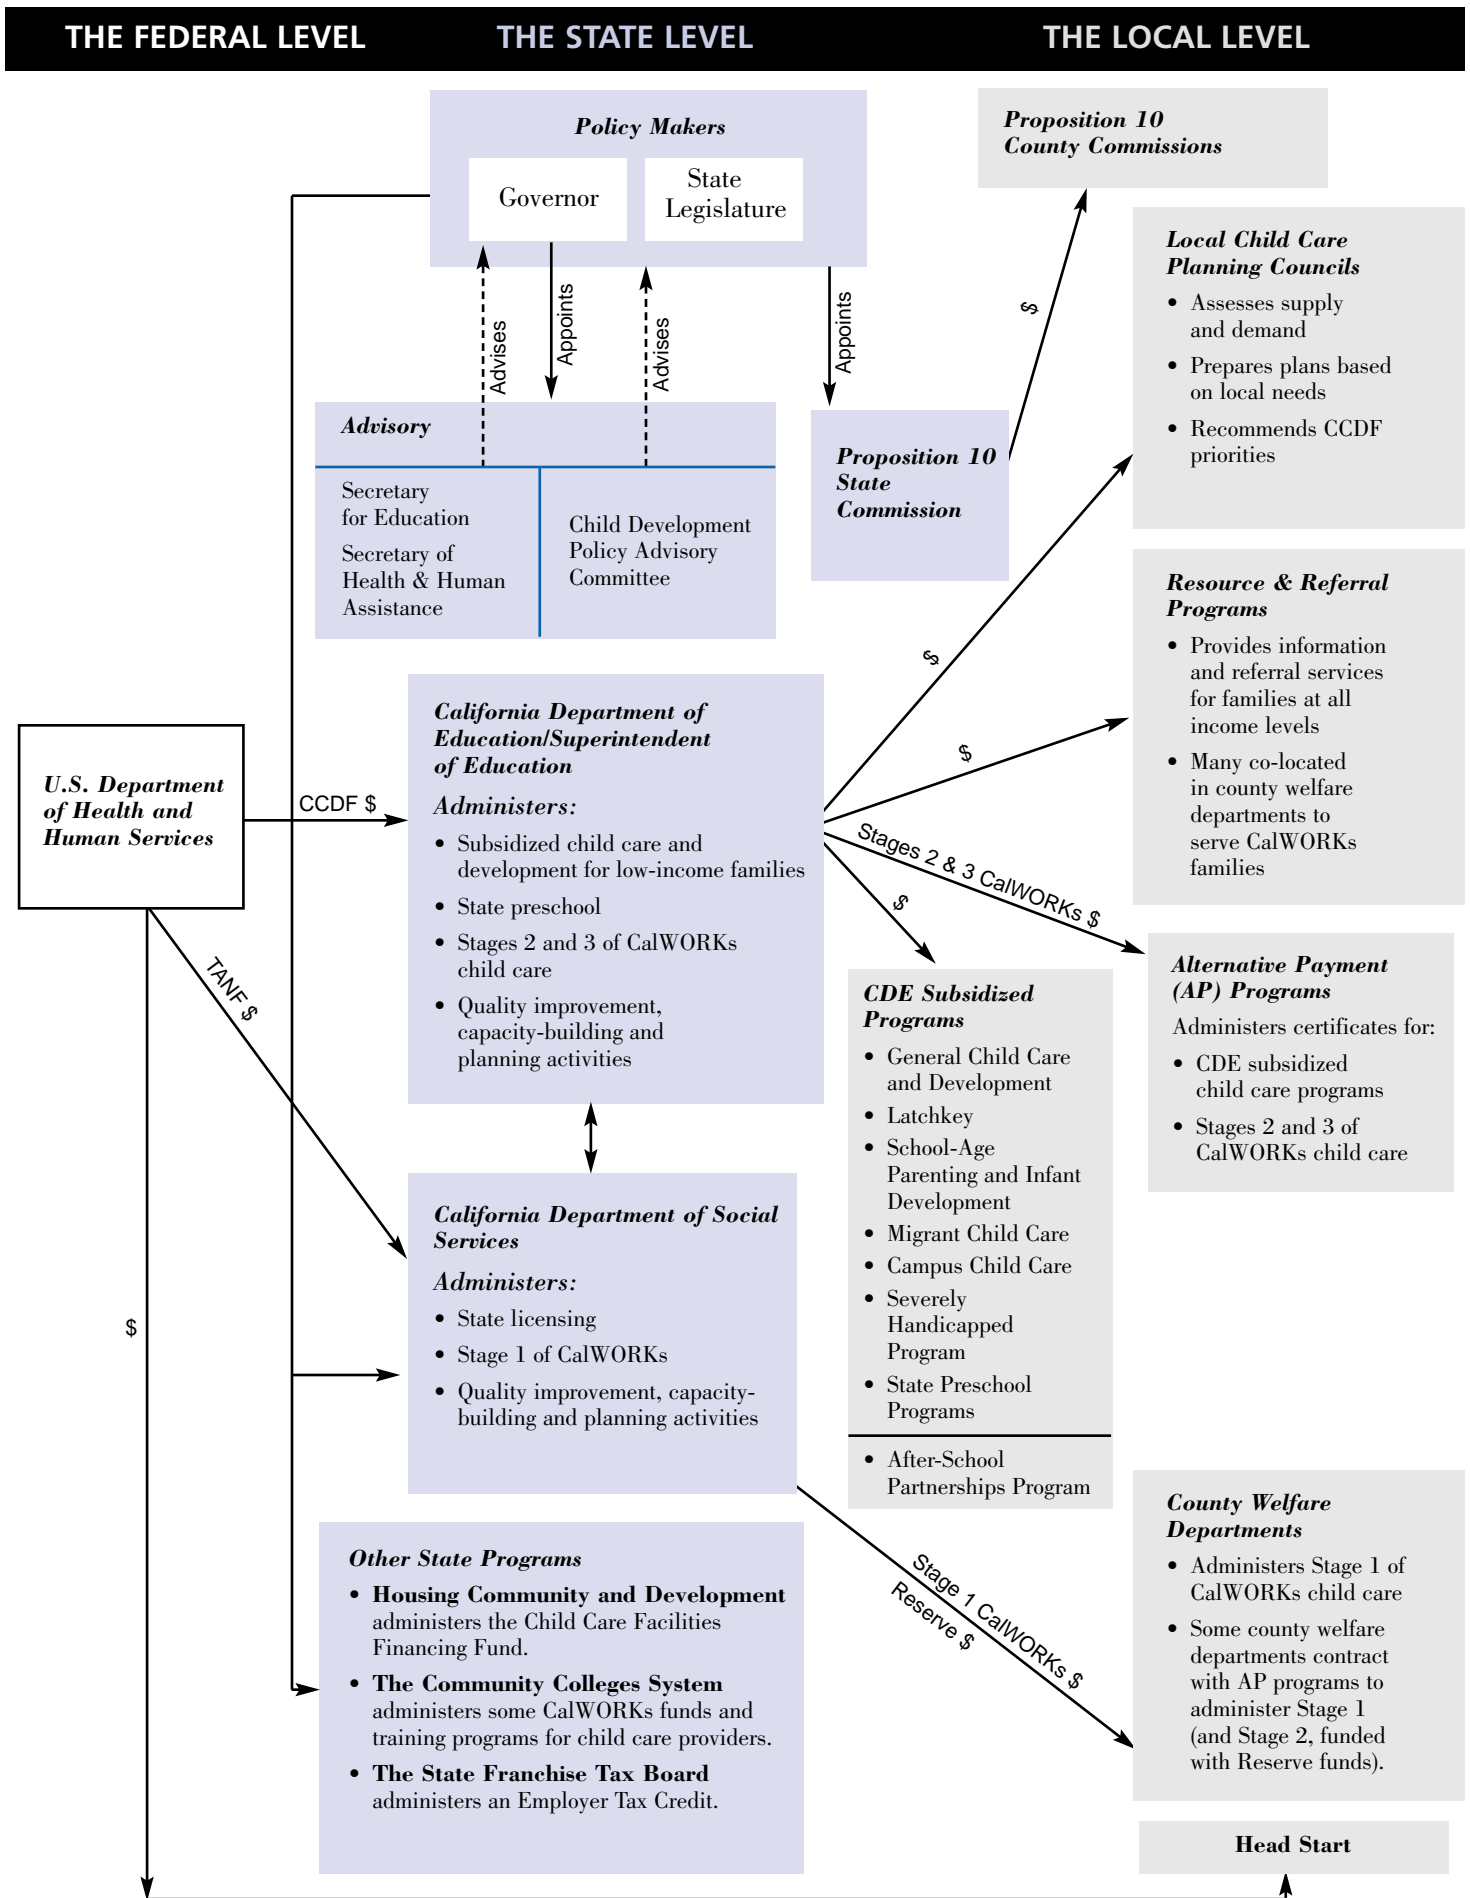 THE FEDERAL LEVEL
THE STATE LEVEL
THE LOCAL LEVEL
Policy Makers
Governor
State
Legislature
Advises
Appoints
Advises
Appoints
Advisory
Secretary
for Education
Secretary of
Health & Human
Assistance
Child Development
Policy Advisory
Committee
Proposition 10
State
Commission
$
Proposition 10
County Commissions
Local Child Care
Planning Councils
• Assesses supply
and demand
• Prepares plans based
on local needs
• Recommends CCDF
priorities
Resource & Referral
Programs
• Provides information
and referral services
for families at all
income levels
• Many co-located
in county welfare
departments to
serve CalWORKs
families
U.S. Department
of Health and
Human Services
CCDF $
TANF $
$
California Department of
Education/Superintendent
of Education
Administers:
• Subsidized child care and
development for low-income families
• State preschool
• Stages 2 and 3 of CalWORKs
child care
• Quality improvement,
capacity-building and
planning activities
$
$
Stages 2 & 3 CalWORKs $
$
Alternative Payment
(AP) Programs
Administers certificates for:
• CDE subsidized
child care programs
• Stages 2 and 3 of
CalWORKs child care
CDE Subsidized
Programs
• General Child Care
and Development
• Latchkey
• School-Age
Parenting and Infant
Development
• Migrant Child Care
• Campus Child Care
• Severely
Handicapped
Program
• State Preschool
Programs
• After-School
Partnerships Program
California Department of Social
Services
Administers:
• State licensing
• Stage 1 of CalWORKs
• Quality improvement, capacity-
building and planning activities
Stage 1 CalWORKs $
Reserve $
County Welfare
Departments
• Administers Stage 1 of
CalWORKs child care
• Some county welfare
departments contract
with AP programs to
administer Stage 1
(and Stage 2, funded
with Reserve funds).
Other State Programs
• Housing Community and Development
administers the Child Care Facilities
Financing Fund.
• The Community Colleges System
administers some CalWORKs funds and
training programs for child care providers.
• The State Franchise Tax Board
administers an Employer Tax Credit.
Head Start